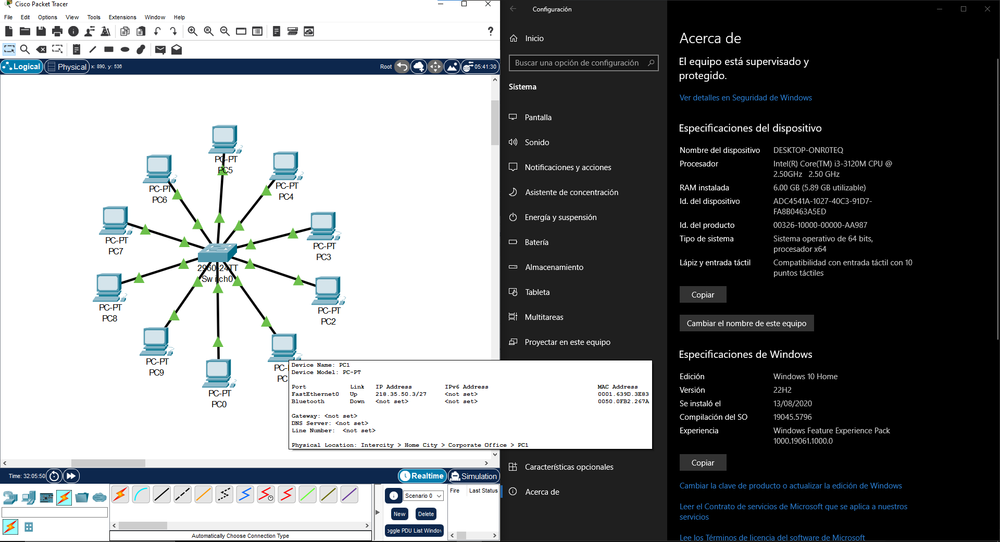 Cisco Packet Tracer
File Edit Options View Tools Extensions Window Help
Logical
Physical
x: 890, y: 536
Root
05:41:30
PC-PT
PC5
PC-PT
PC4
PC-PT
PC6
PC-PT
PC3
PC-PT
PC7
2960-24TT
Switch0
PC-PT
PC8
PC-PT
PC2
PC-PT
PC9
PC-PT
PC0
Device Name: PC1
Device Model: PC-PT
Port Link IP Address IPv6 Address MAC Address
FastEthernet0 Up 218.35.50.3/27 <not set> 0001.639D.3E83
Bluetooth Down <not set> <not set> 0050.0FB2.267A
Gateway: <not set>
DNS Server: <not set>
Line Number: <not set>
Physical Location: Intercity > Home City > Corporate Office > PC1
Time: 32:05:50
Realtime
Simulation
Scenario 0
New
Delete
oggle PDU List Window
Fire Last Status
Automatically Choose Connection Type
Configuración
Inicio
Buscar una opción de configuración
Sistema
Pantalla
Sonido
Notificaciones y acciones
Asistente de concentración
Energía y suspensión
Batería
Almacenamiento
Tableta
Multitareas
Proyectar en este equipo
Características opcionales
Acerca de
Acerca de
El equipo está supervisado y
protegido.
Ver detalles en Seguridad de Windows
Especificaciones del dispositivo
Nombre del dispositivo DESKTOP-ONR0TEQ
Procesador Intel(R) Core(TM) i3-3120M CPU @
2.50GHz 2.50 GHz
RAM instalada 6.00 GB (5.89 GB utilizable)
Id. del dispositivo ADC4541A-1027-40C3-91D7-
FA8B0463A5ED
Id. del producto 00326-10000-00000-AA987
Tipo de sistema Sistema operativo de 64 bits,
procesador x64
Lápiz y entrada táctil Compatibilidad con entrada táctil con 10
puntos táctiles
Copiar
Cambiar el nombre de este equipo
Especificaciones de Windows
Edición Windows 10 Home
Versión 22H2
Se instaló el 13/08/2020
Compilación del SO 19045.5796
Experiencia Windows Feature Experience Pack
1000.19061.1000.0
Copiar
Cambiar la clave de producto o actualizar la edición de Windows
Leer el Contrato de servicios de Microsoft que se aplica a nuestros
servicios
Lee los Términos de licencia del software de Microsoft